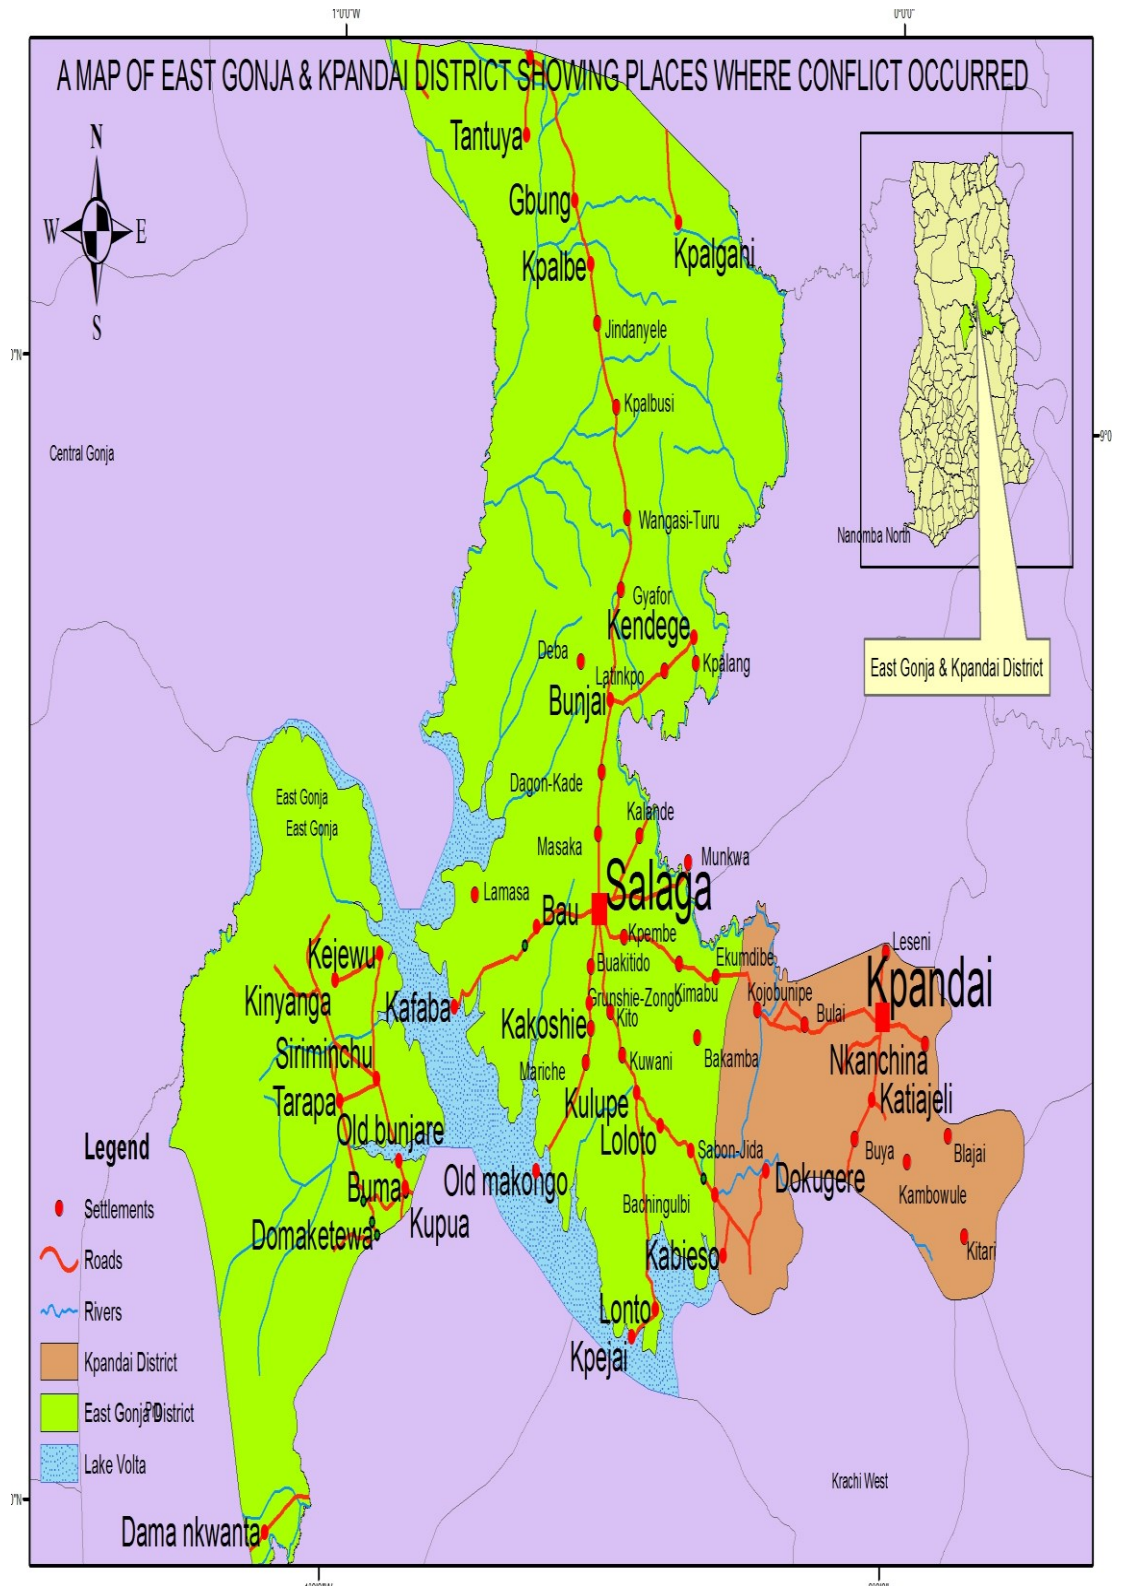 1°0'0"W
0°0'0"
A MAP OF EAST GONJA & KPANDAI DISTRICT SHOWING PLACES WHERE CONFLICT OCCURRED
N
W
E
S
Tantuya
Gbung
Kpalgani
Kpalbe
Jindanyele
0"N
Kpalbusi
9°0
Central Gonja
Wangasi-Turu
Nanomba North
Gyafor
Kendege
Deba
Kpalang
Latinkpo
East Gonja & Kpandai District
Bunjai
Dagon-Kade
East Gonja
East Gonja
Kalande
Masaka
Munkwa
Salaga
Lamasa
Bau
Kpembe
Leseni
Kejewu
Buakitido
Ekumdibe
Kpandai
Kinyanga
Kafaba
Grunshie-Zongo
Kimabu
Kojobunipe
Kito
Bulai
Kakoshie
Siriminchu
Mariche
Kuwani
Bakamba
Nkanchina
Tarapa
Kulupe
Katiajeli
Old bunjare
Loloto
Legend
Sabon-Jida
Buya
Blajai
Buma
Old makongo
Dokugere
Settlements
Bachingulbi
Kambowule
Kupua
Domaketewa
Kabieso
Kitari
Roads
Rivers
Lonto
Kpejai
Kpandai District
East Gonja District
Lake Volta
Krachi West
0"N
Dama nkwanta